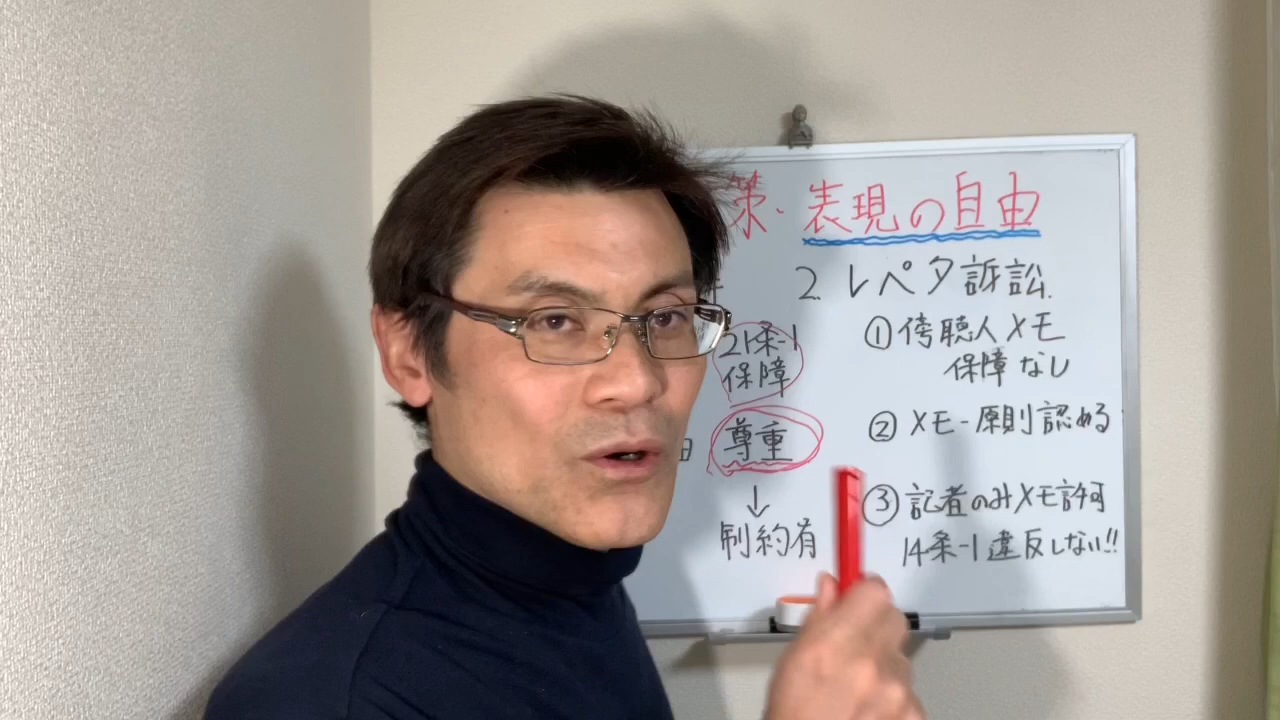 策・表現の自由
2. レペタ訴訟.
21条-1
保障
尊重
↓
制約有
①傍聴人メモ
保障なし
②メモ-原則認める
③記者のみメモ許可
14条-1違反しない!!